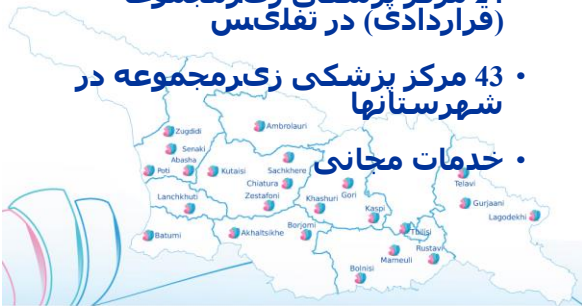 (قراردادی) در تفلیس
• 43 مرکز پزشکی زیرمجموعه در
شهرستانها
• خدمات مجانی
Zugdidi
Ambrolauri
Senaki
Abasha
Poti
Kutaisi
Sachkhere
Chiatura
Zestafoni
Lanchkhuti
Khashuri
Gori
Kaspi
Telavi
Gurjaani
Lagodekhi
Batumi
Akhaltsikhe
Borjomi
Tbilisi
Rustavi
Marneuli
Bolnisi